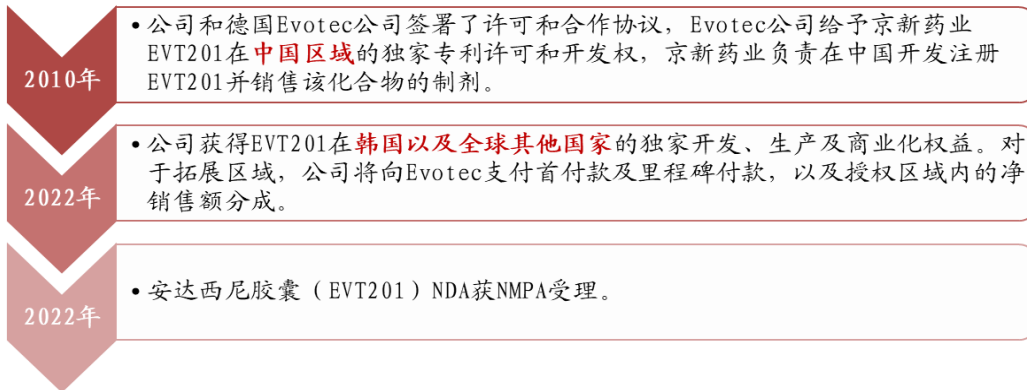 2010年
•公司和德国Evotec公司签署了许可和合作协议，Evotec公司给予京新药业
EVT201在中国区域的独家专利许可和开发权，京新药业负责在中国开发注册
EVT201并销售该化合物的制剂。
2022年
•公司获得EVT201在韩国以及全球其他国家的独家开发、生产及商业化权益。对
于拓展区域，公司将向Evotec支付首付款及里程碑付款，以及授权区域内的净
销售额分成。
2022年
•安达西尼胶囊（EVT201）NDA获NMPA受理。